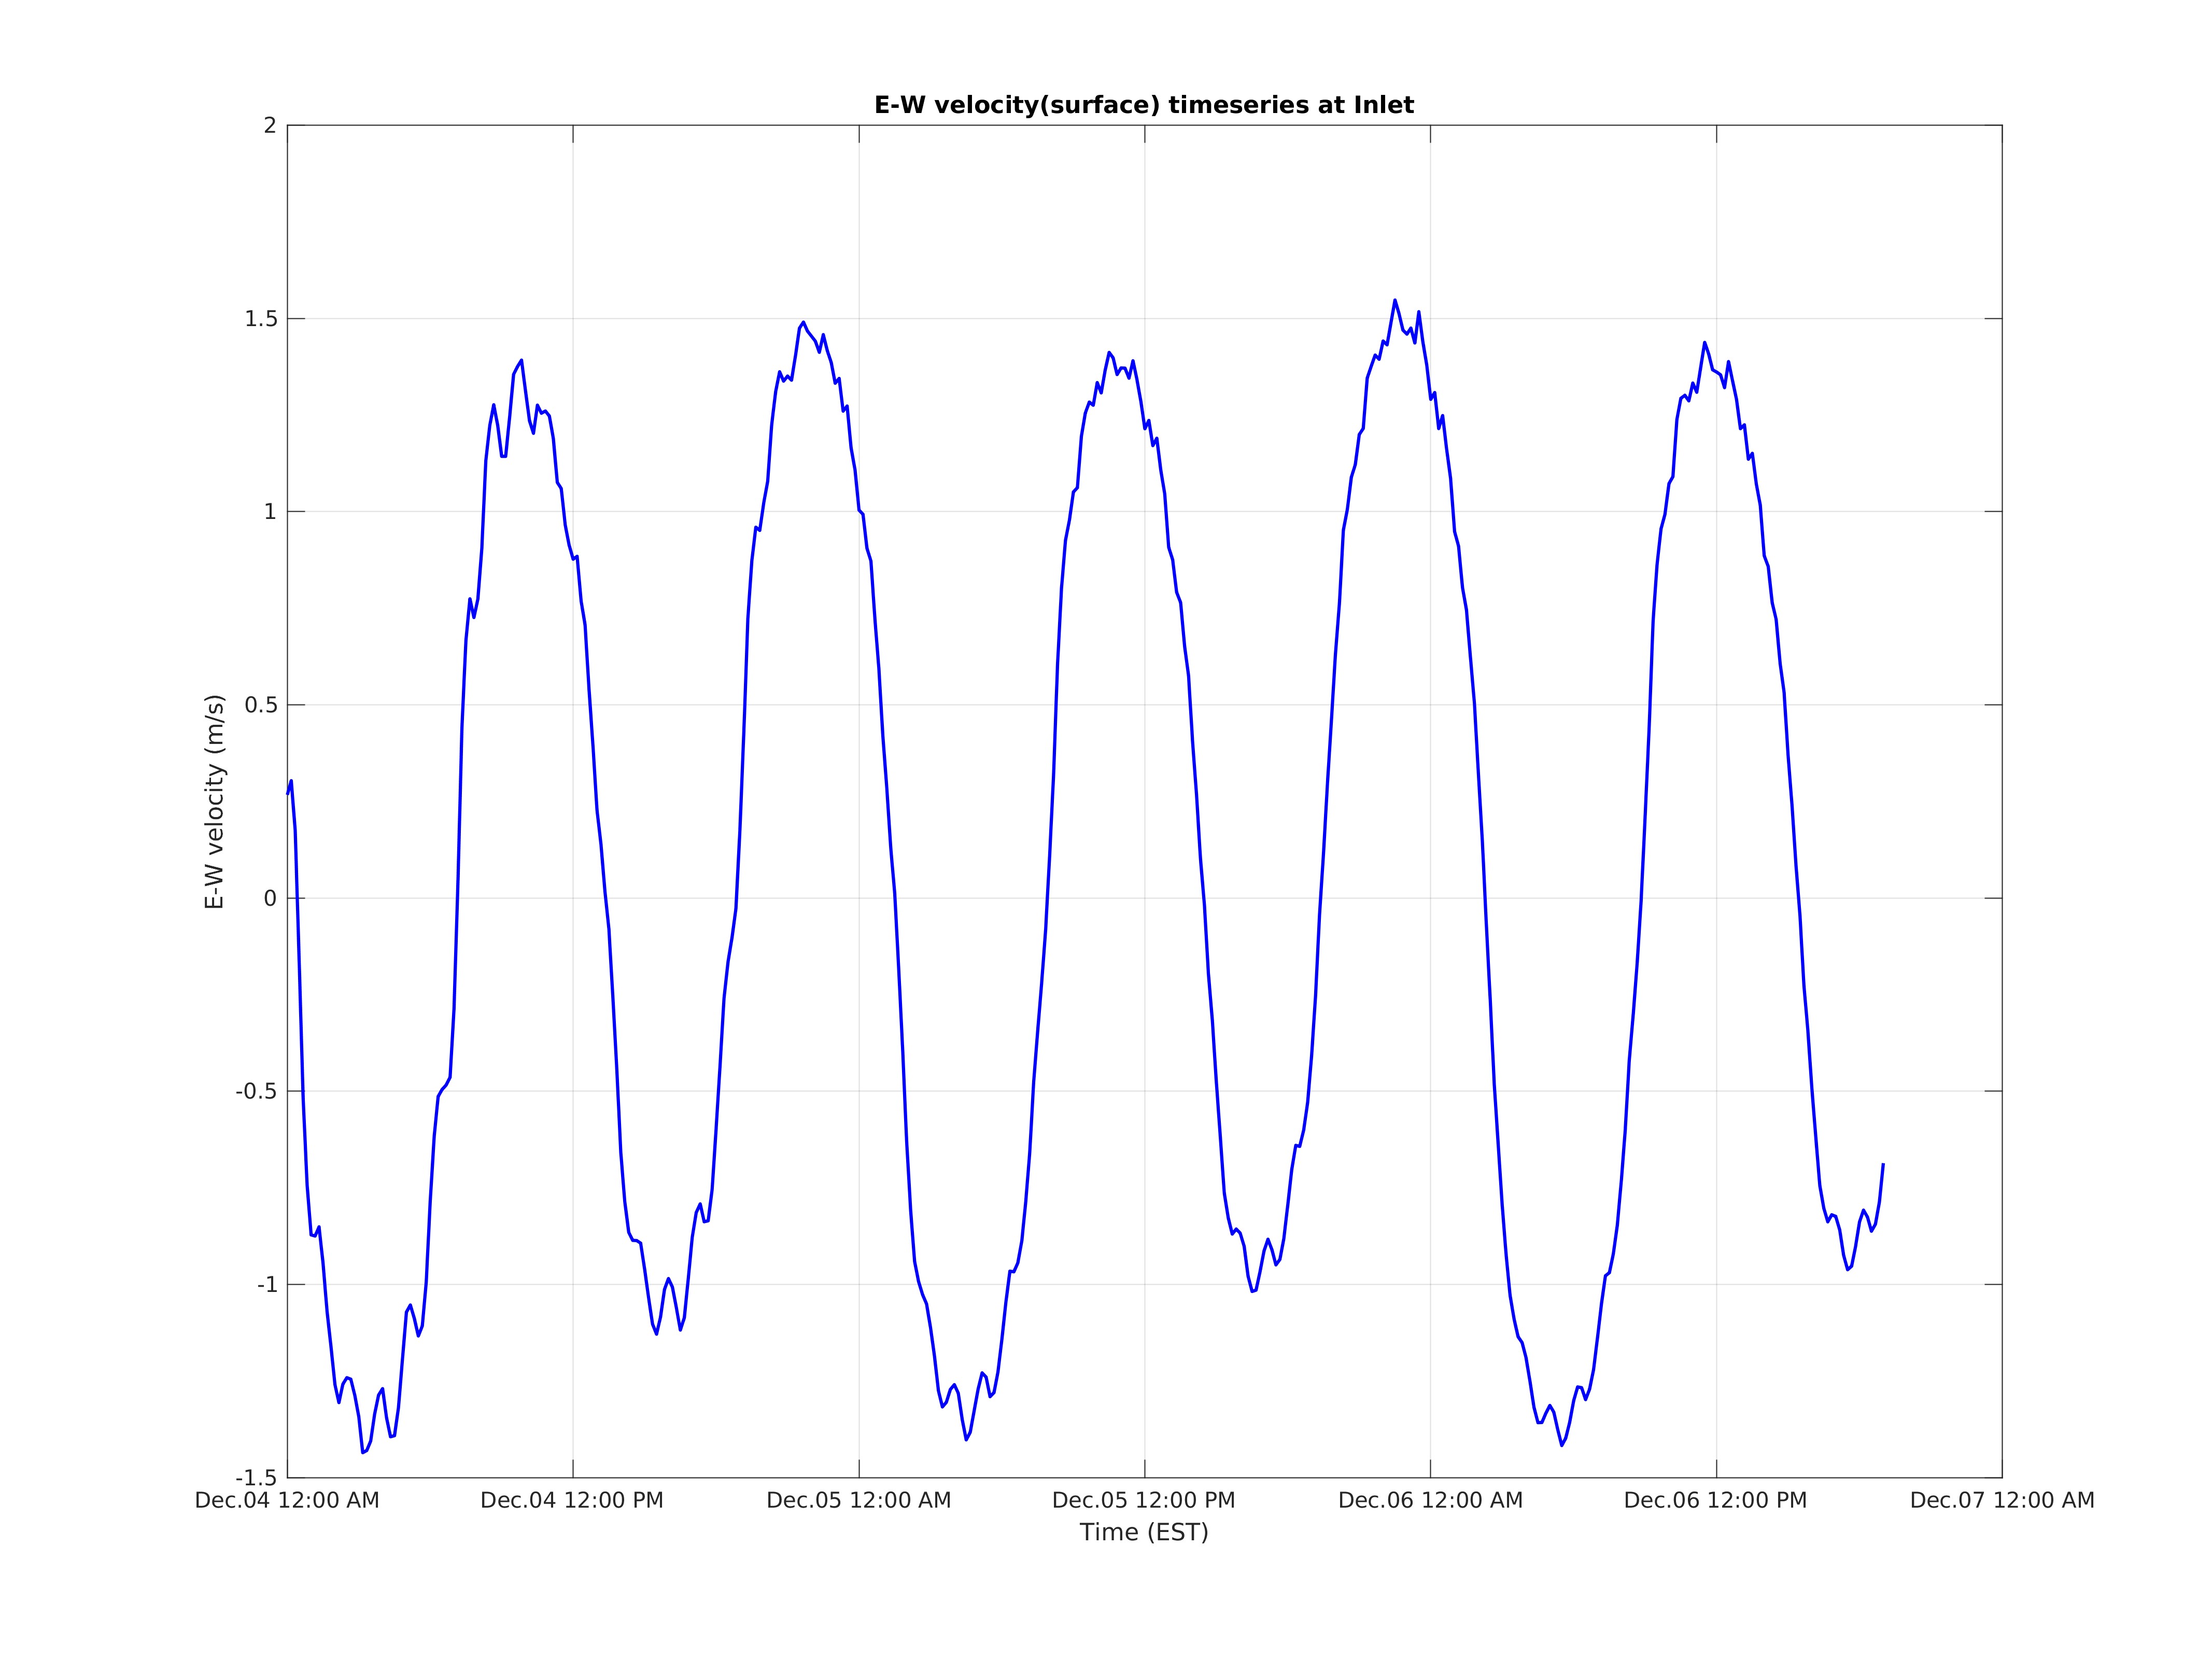 E-W velocity(surface) timeseries at Inlet
2
1.5
1
0.5
0
-0.5
-1
-1.5
E-W velocity (m/s)
Dec.04 12:00 AM Dec.04 12:00 PM Dec.05 12:00 AM Dec.05 12:00 PM Dec.06 12:00 AM Dec.06 12:00 PM Dec.07 12:00 AM
Time (EST)